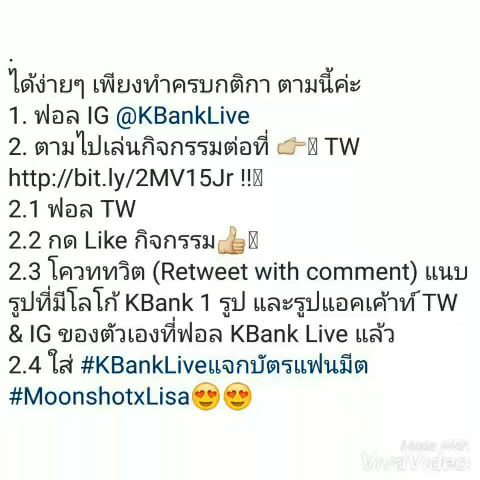 .
ได้ง่ายๆ เพียงทำครบกติกา ตามนี้ค่ะ
1. ฟอล IG @KBankLive
2. ตามไปเล่นกิจกรรมต่อที่ 👉 TW
http://bit.ly/2MV15Jr !!
2.1 ฟอล TW
2.2 กด Like กิจกรรม👍
2.3 โควททวิต (Retweet with comment) แนบ
รูปที่มีโลโก้ KBank 1 รูป และรูปแอคเค้าท์ TW
& IG ของตัวเองที่ฟอล KBank Live แล้ว
2.4 ใส่ #KBankLiveแจกบัตรแฟนมีต
#MoonshotxLisa😍😍
Made With
VivaVideo